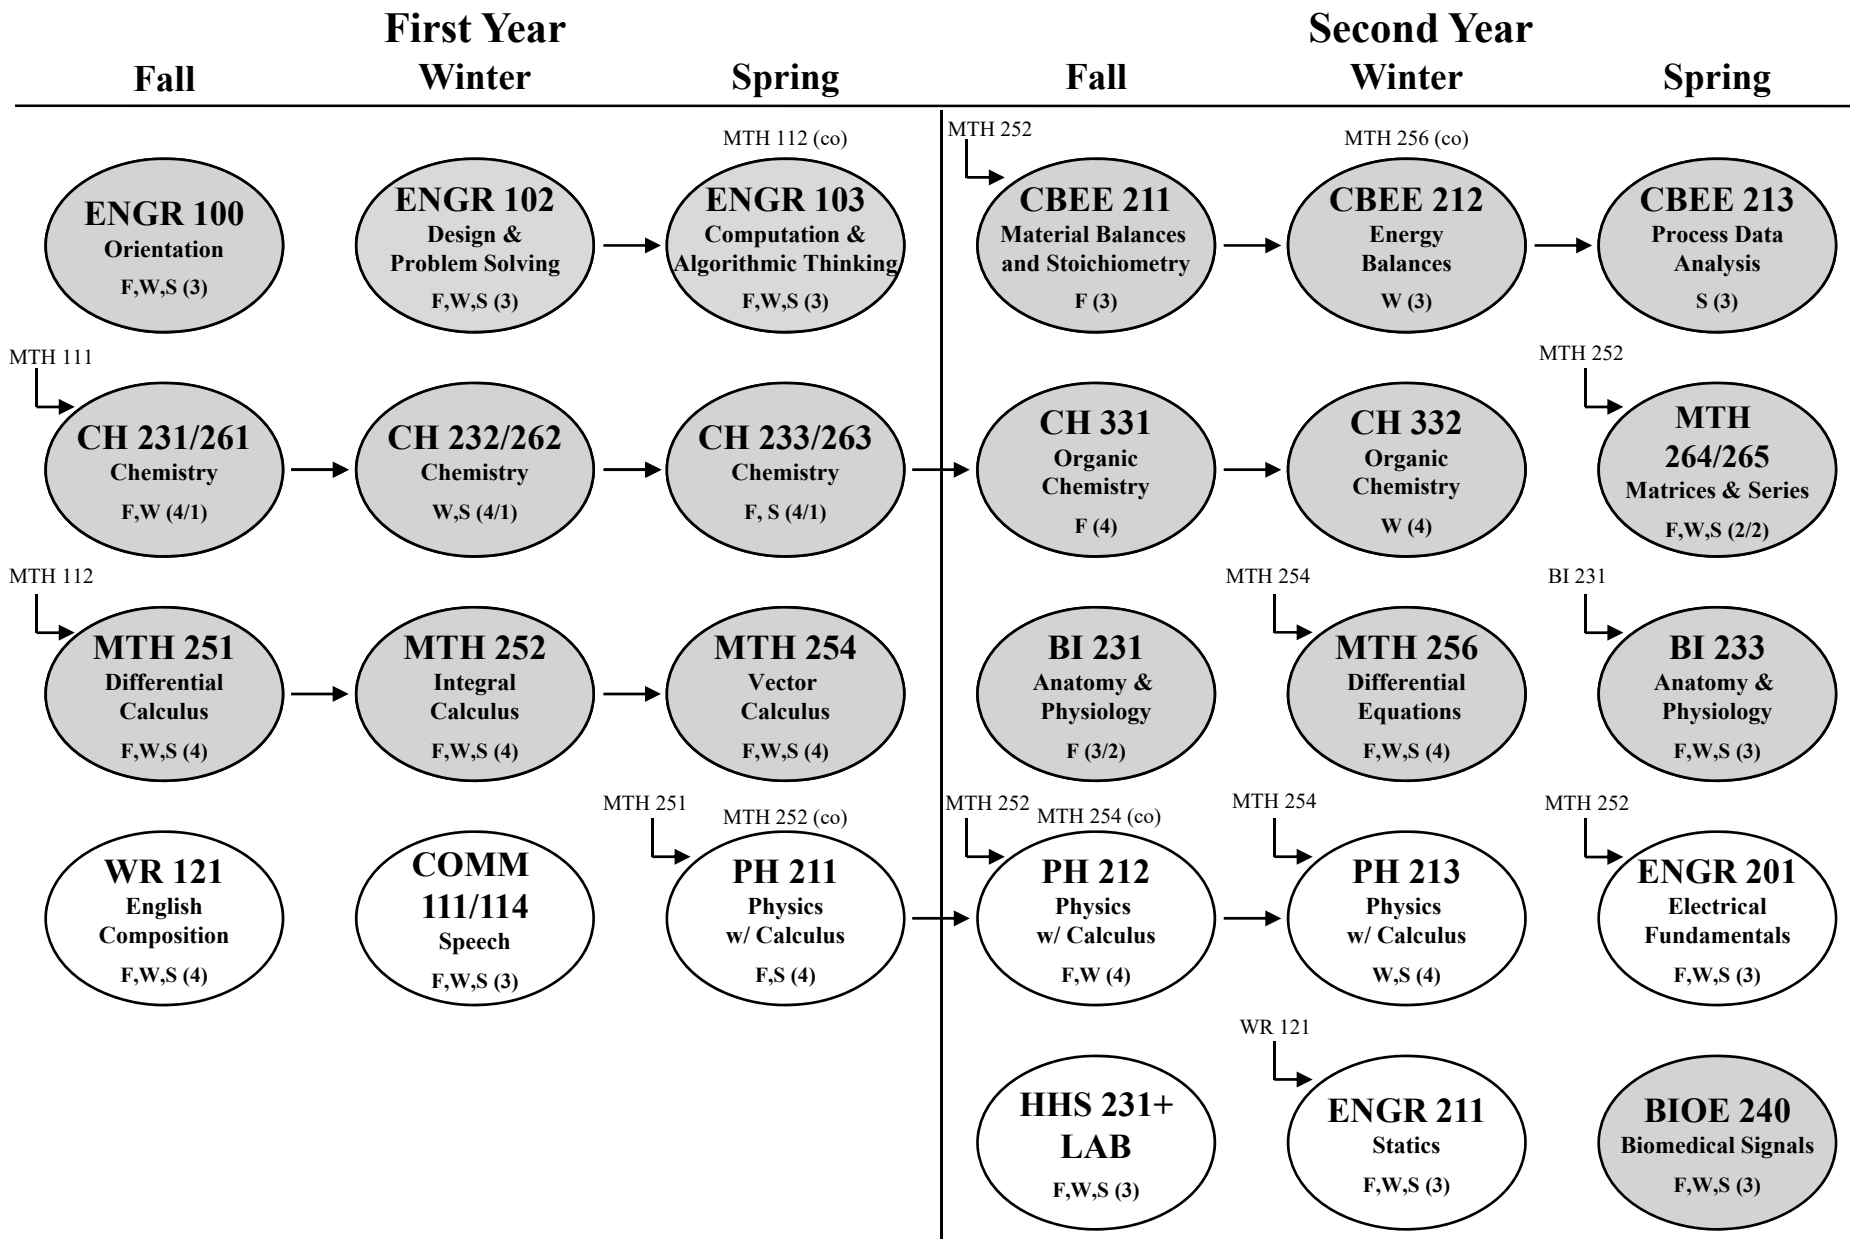 First Year
Second Year
Fall
Winter
Spring
Fall
Winter
Spring
MTH 112 (co)
MTH 252
MTH 256 (co)
ENGR 100
Orientation
F,W,S (3)
ENGR 102
Design &
Problem Solving
F,W,S (3)
ENGR 103
Computation &
Algorithmic Thinking
F,W,S (3)
CBEE 211
Material Balances
and Stoichiometry
F (3)
CBEE 212
Energy
Balances
W (3)
CBEE 213
Process Data
Analysis
S (3)
MTH 111
MTH 252
CH 231/261
Chemistry
F,W (4/1)
CH 232/262
Chemistry
W,S (4/1)
CH 233/263
Chemistry
F, S (4/1)
CH 331
Organic
Chemistry
F (4)
CH 332
Organic
Chemistry
W (4)
MTH
264/265
Matrices & Series
F,W,S (2/2)
MTH 112
MTH 254
BI 231
MTH 251
Differential
Calculus
F,W,S (4)
MTH 252
Integral
Calculus
F,W,S (4)
MTH 254
Vector
Calculus
F,W,S (4)
BI 231
Anatomy &
Physiology
F (3/2)
MTH 256
Differential
Equations
F,W,S (4)
BI 233
Anatomy &
Physiology
F,W,S (3)
MTH 251
MTH 252 (co)
MTH 252
MTH 254 (co)
MTH 254
MTH 252
WR 121
English
Composition
F,W,S (4)
COMM
111/114
Speech
F,W,S (3)
PH 211
Physics
w/ Calculus
F,S (4)
PH 212
Physics
w/ Calculus
F,W (4)
PH 213
Physics
w/ Calculus
W,S (4)
ENGR 201
Electrical
Fundamentals
F,W,S (3)
WR 121
HHS 231+
LAB
F,W,S (3)
ENGR 211
Statics
F,W,S (3)
BIOE 240
Biomedical Signals
F,W,S (3)